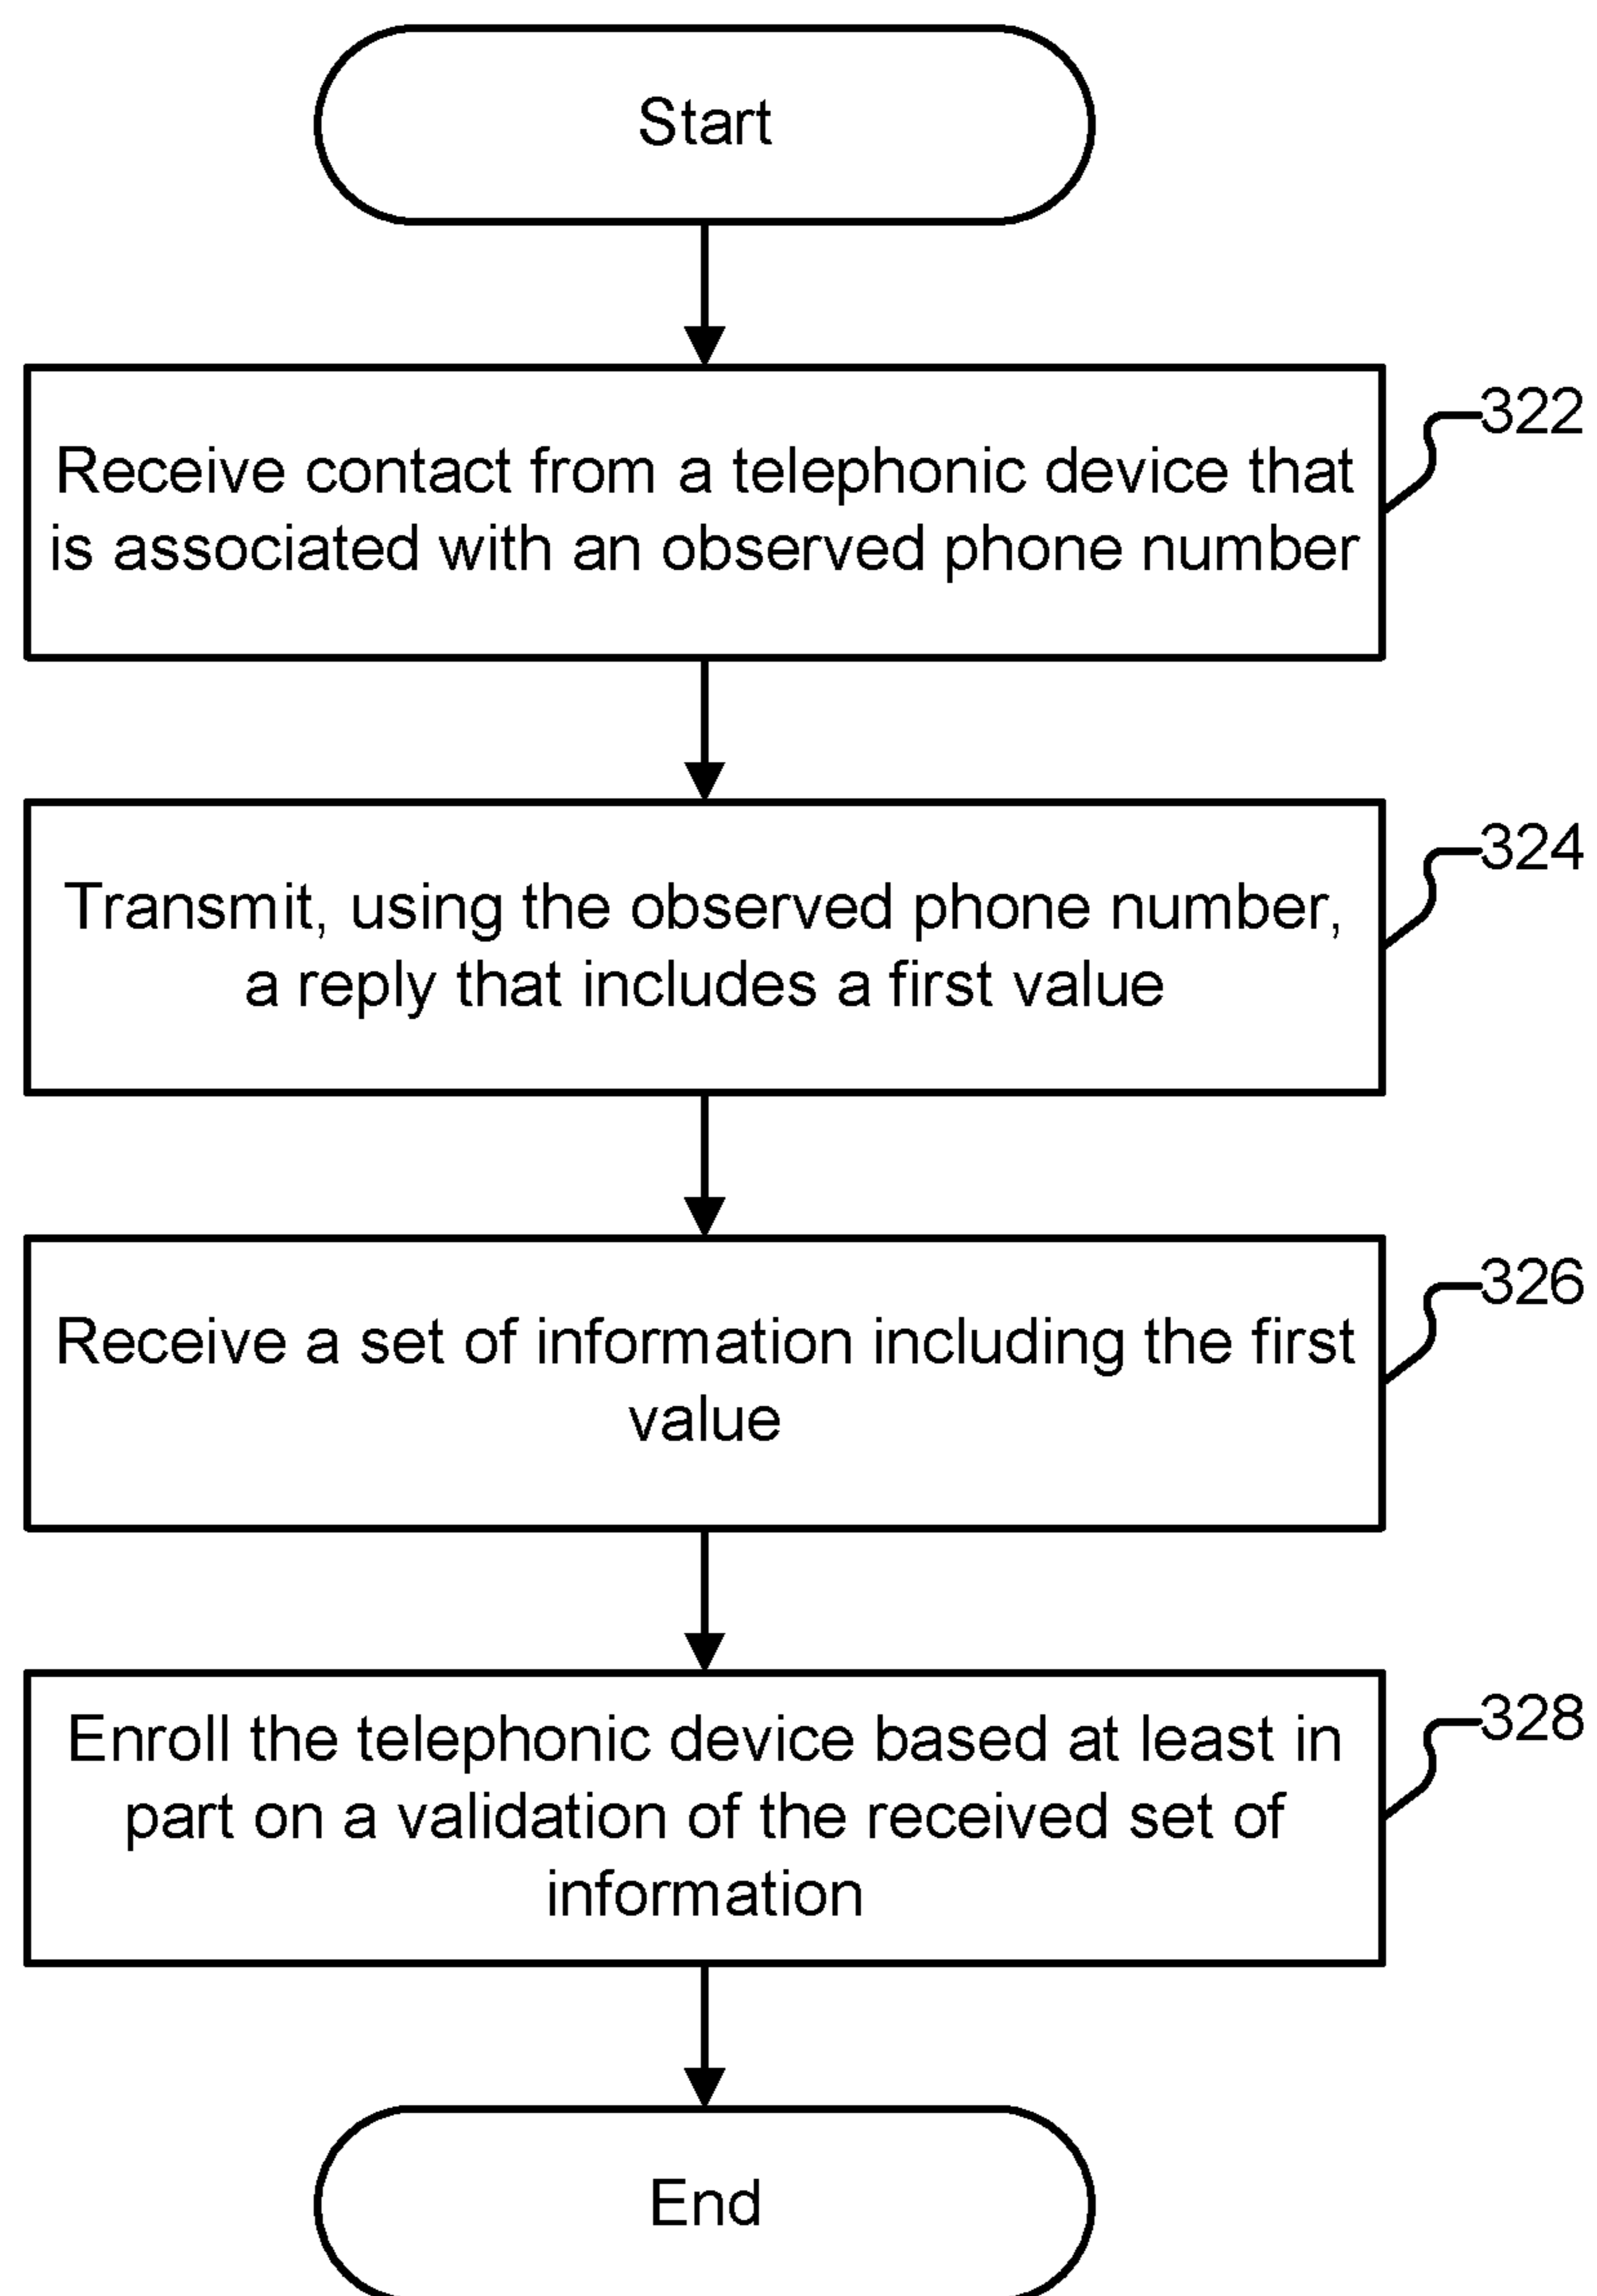 Start
322
Receive contact from a telephonic device that
is associated with an observed phone number
324
Transmit, using the observed phone number,
a reply that includes a first value
326
Receive a set of information including the first
value
328
Enroll the telephonic device based at least in
part on a validation of the received set of
information
End